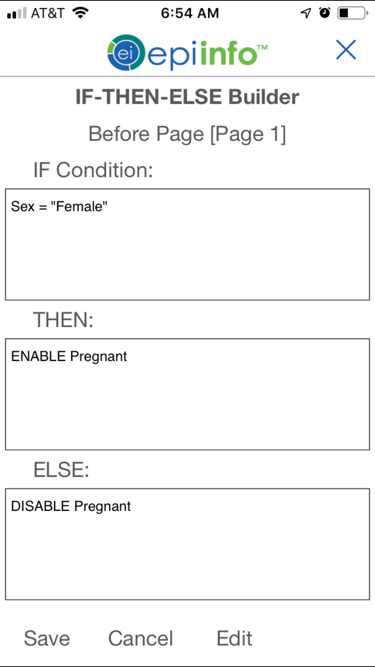 AT&T 6:54 AM
ei epiinfo™
IF-THEN-ELSE Builder
Before Page [Page 1]
IF Condition:
Sex = "Female"
THEN:
ENABLE Pregnant
ELSE:
DISABLE Pregnant
Save Cancel Edit